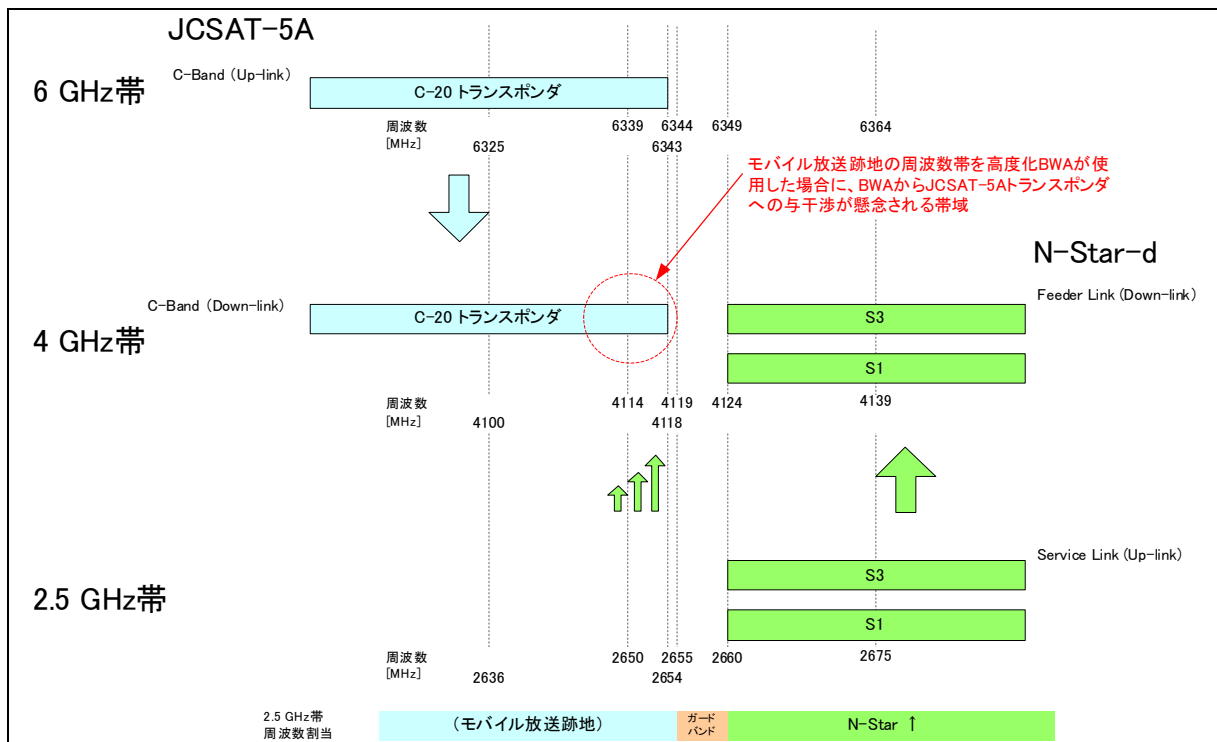 JCSAT-5A
6 GHz帯
C-Band (Up-link)
C-20 トランスポンダ
周波数
[MHz]
6325
6339
6343
6344
6349
6364
モバイル放送跡地の周波数帯を高度化BWAが使
用した場合に、BWAからJCSAT-5Aトランスポンダ
への与干渉が懸念される帯域
N-Star-d
4 GHz帯
C-Band (Down-link)
C-20 トランスポンダ
Feeder Link (Down-link)
S3
S1
周波数
[MHz]
4100
4114
4118
4119
4124
4139
2.5 GHz帯
Service Link (Up-link)
S3
S1
周波数
[MHz]
2636
2650
2654
2655
2660
2675
2.5 GHz帯
周波数割当
(モバイル放送跡地)
ガード
バンド
N-Star ↑